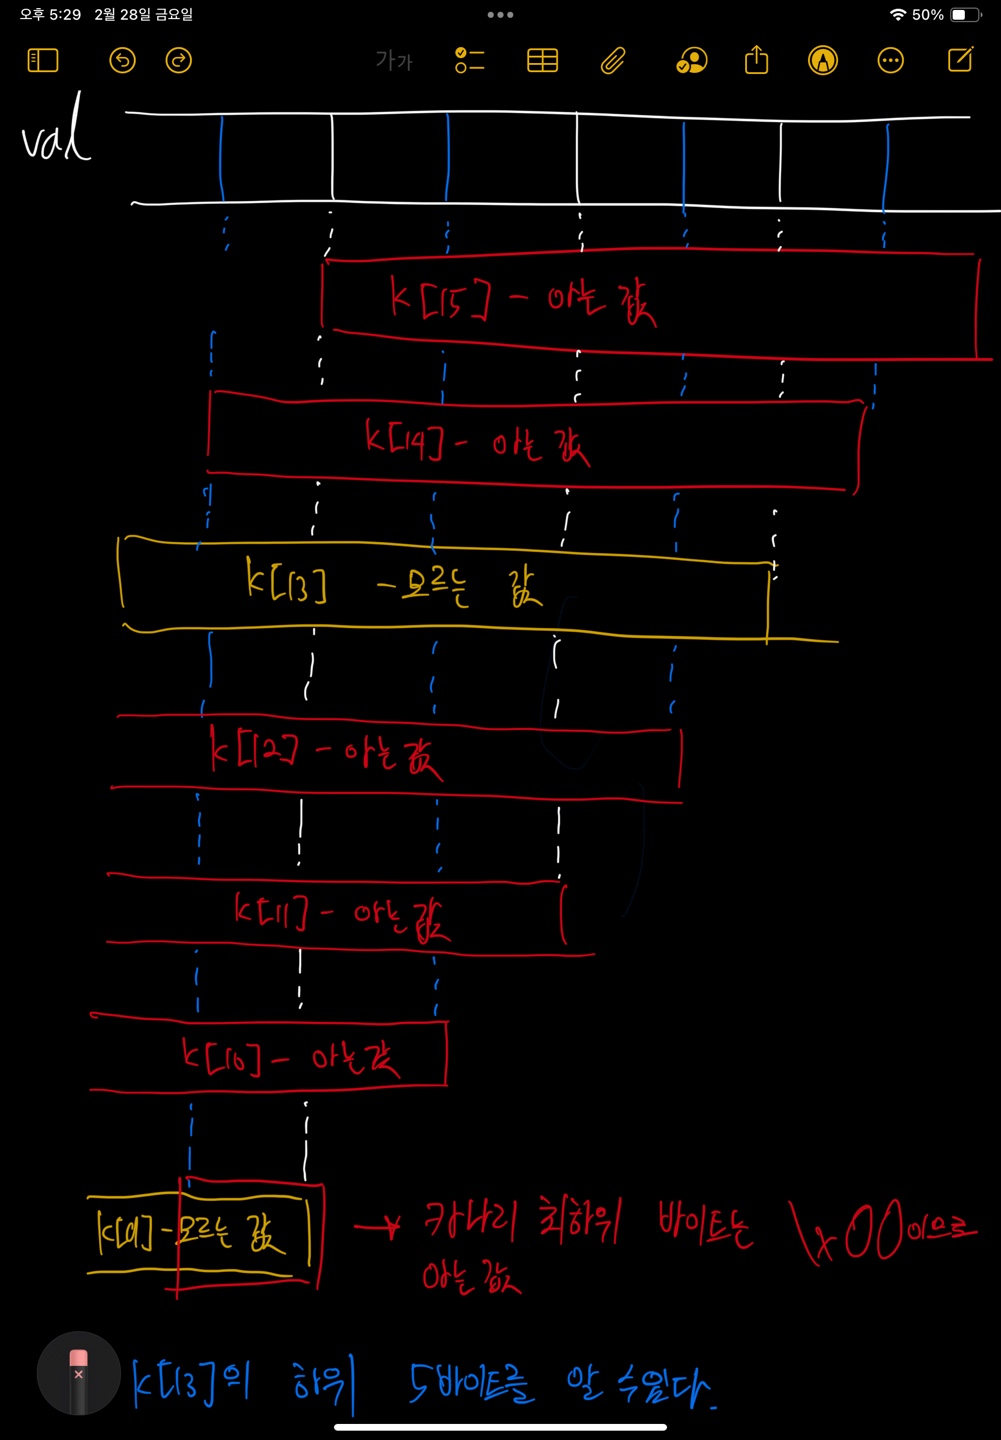 오후 5:29 2월 28일 금요일 50%
가가
val
k[15] - 아는 값
k[14] - 아는 값
k[13] - 모르는 값
k[12] - 아는 값
k[11] - 아는 값
k[10] - 아는 값
k[9] - 모르는 값 → 카나리 최하위 바이트는 \x00이므로
아는 값
k[13]의 하위 5바이트를 알 수 있다.